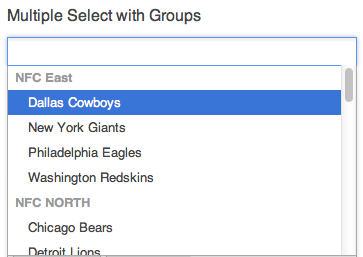 Multiple Select with Groups
NFC East
Dallas Cowboys
New York Giants
Philadelphia Eagles
Washington Redskins
NFC NORTH
Chicago Bears
Detroit Lions